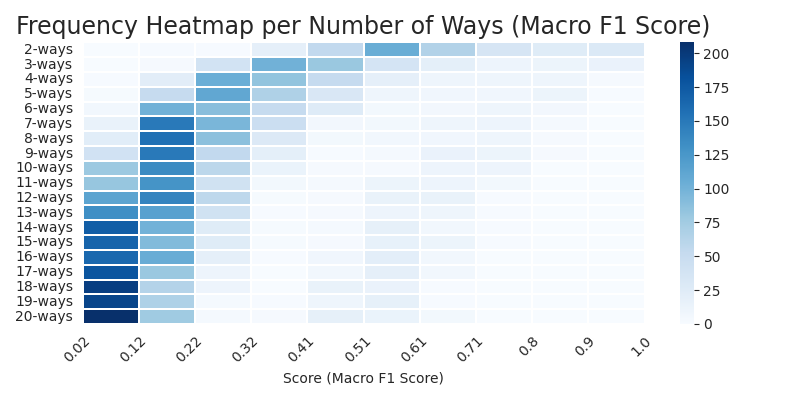 Frequency Heatmap per Number of Ways (Macro F1 Score)
2-ways
3-ways
4-ways
5-ways
6-ways
7-ways
8-ways
9-ways
10-ways
11-ways
12-ways
13-ways
14-ways
15-ways
16-ways
17-ways
18-ways
19-ways
20-ways
0.02 0.12 0.22 0.32 0.41 0.51 0.61 0.71 0.8 0.9 1.0
Score (Macro F1 Score)
200
175
150
125
100
75
50
25
0